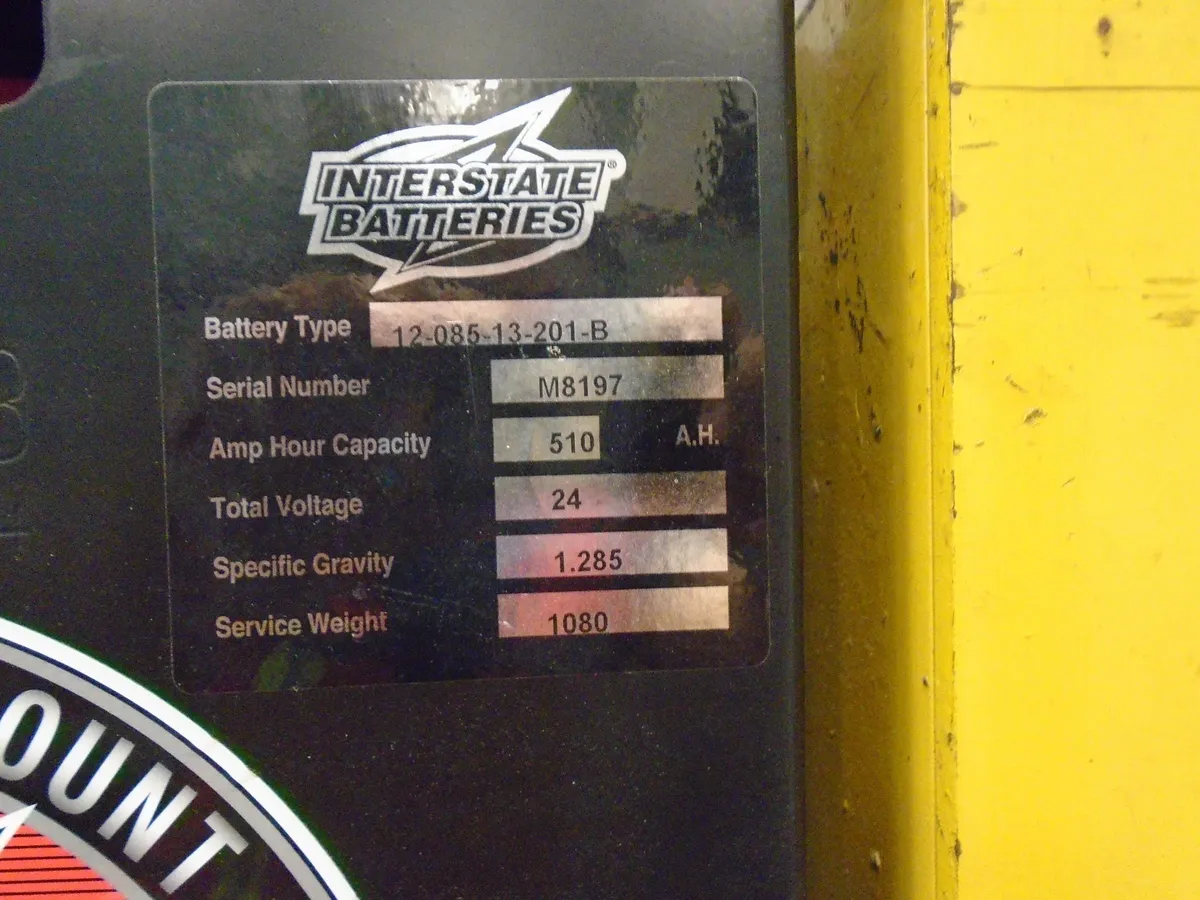 INTERSTATE®
BATTERIES
Battery Type 12-085-13-201-B
Serial Number M8197
Amp Hour Capacity 510 A.H.
Total Voltage 24
Specific Gravity 1.285
Service Weight 1080
OUNT